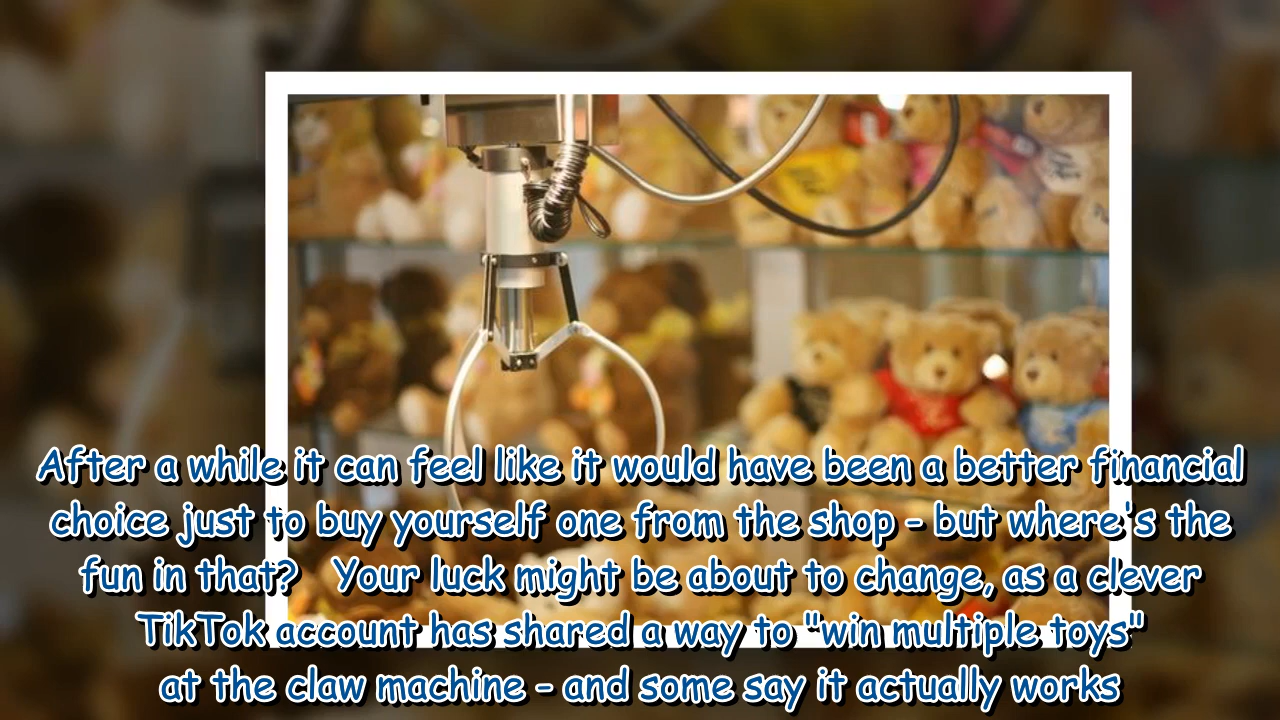 After a while it can feel like it would have been a better financial
choice just to buy yourself one from the shop - but where's the
fun in that?   Your luck might be about to change, as a clever
TikTok account has shared a way to "win multiple toys"
at the claw machine - and some say it actually works